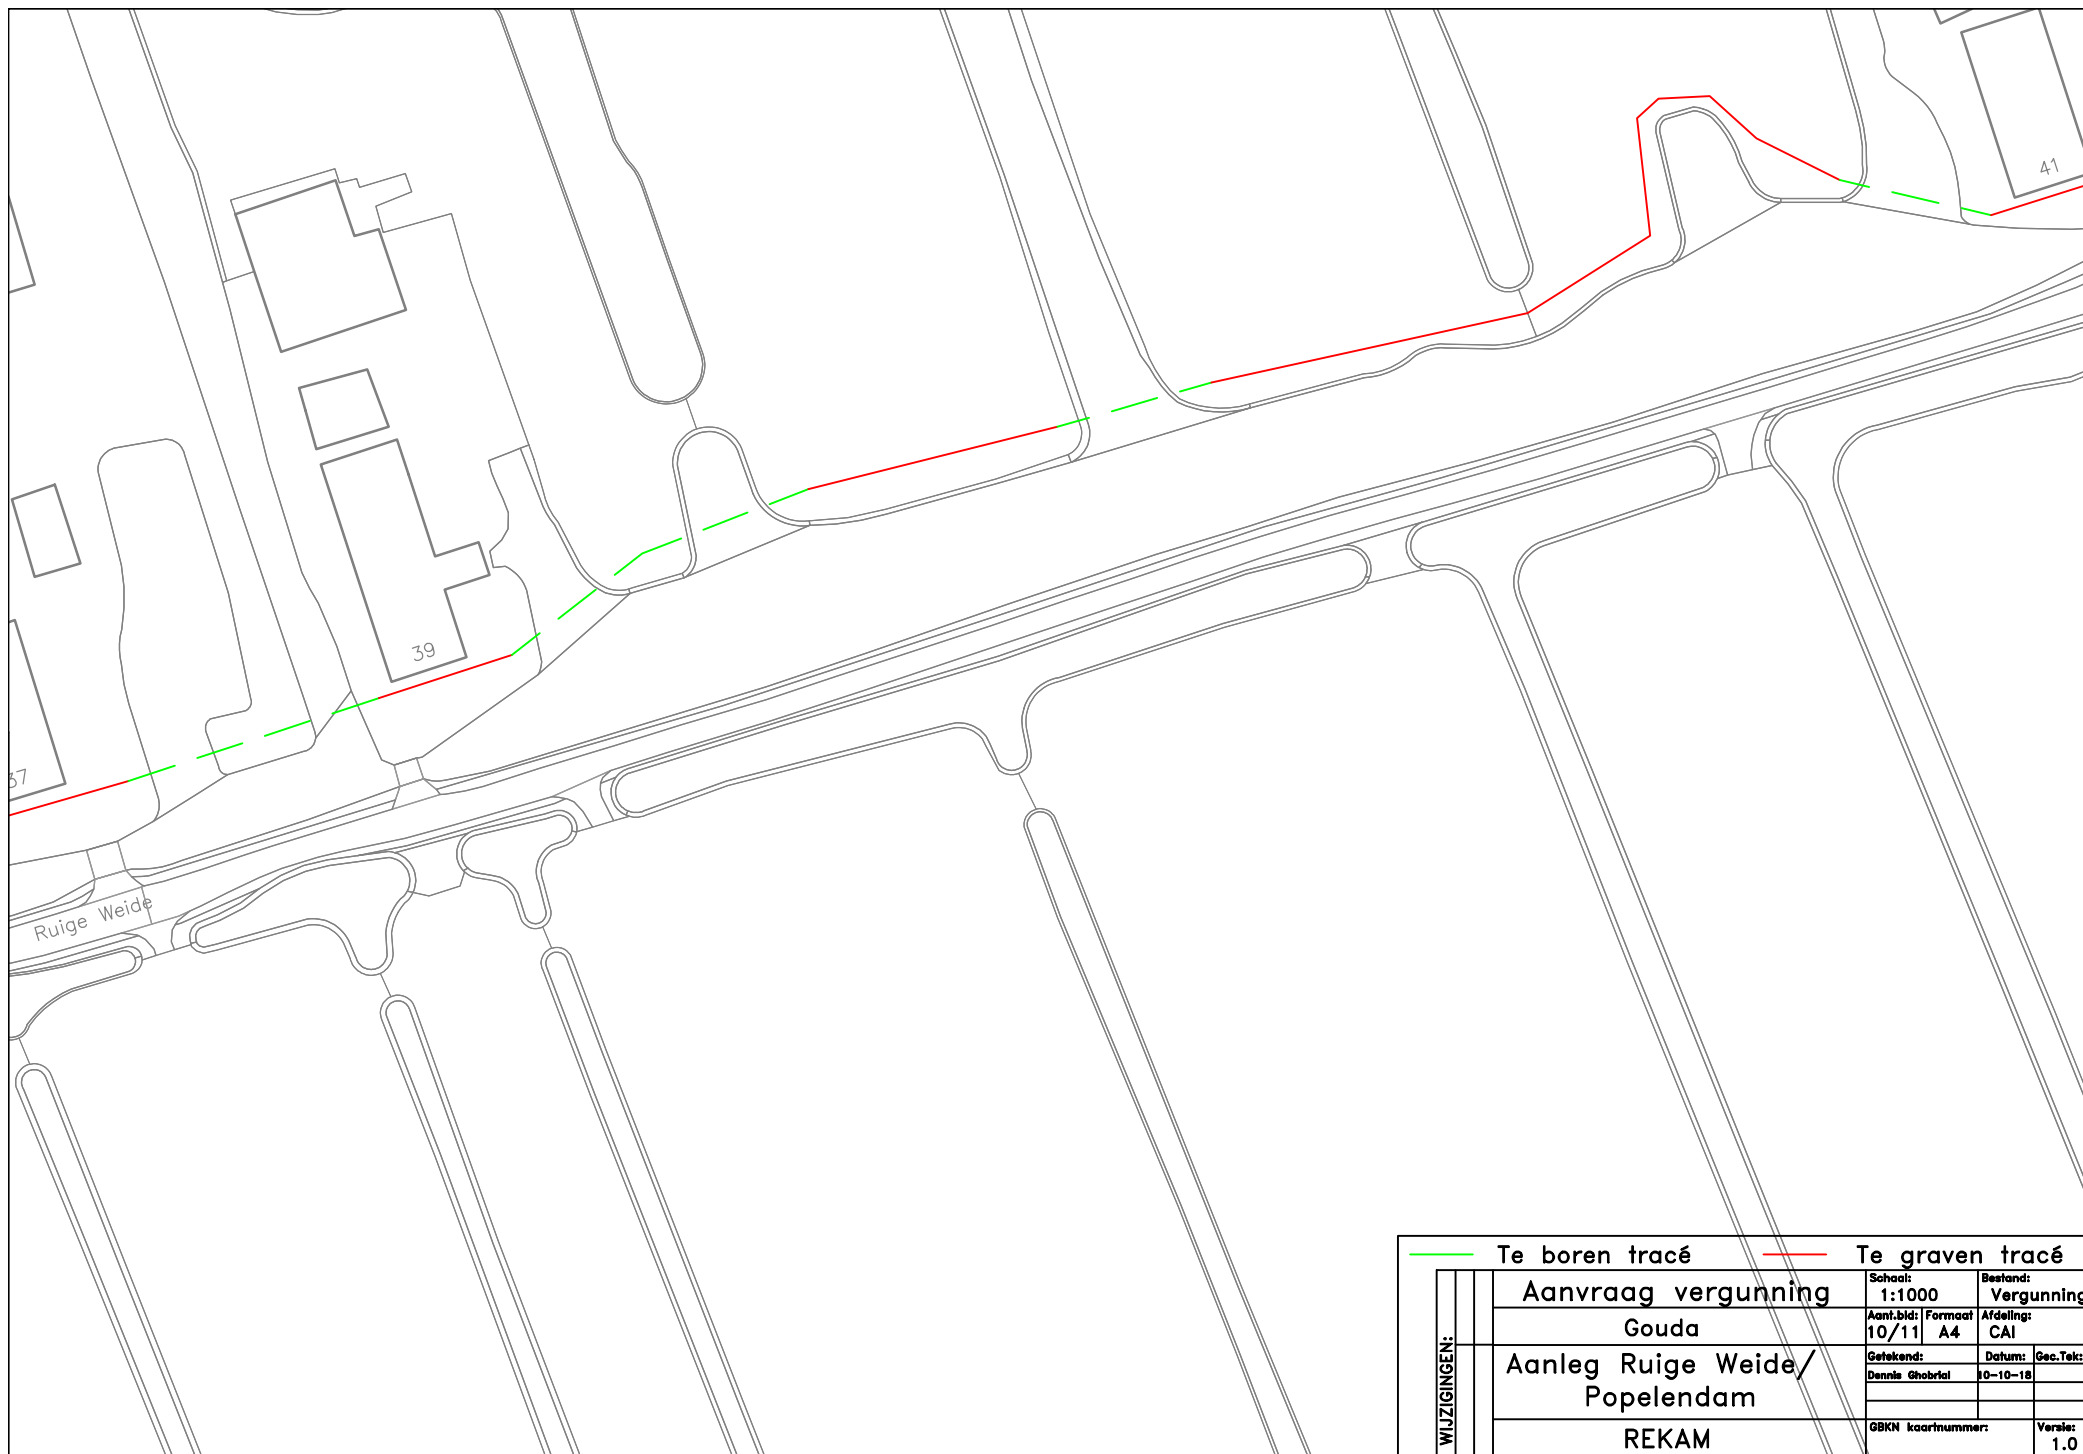 41
39
37
Ruige Weide
Te boren tracé
Te graven tracé
WIJZIGINGEN:
Aanvraag vergunning
Gouda
Aanleg Ruige Weide/
Popelendam
REKAM
Schaal:
1:1000
Bestand:
Vergunning
Aant.bld:
10/11
Formaat
A4
Afdeling:
CAI
Getekend:
Datum:
Gec.Tek:
Dennis Ghobrial
10-10-18
GBKN kaartnummer:
Versie:
1.0